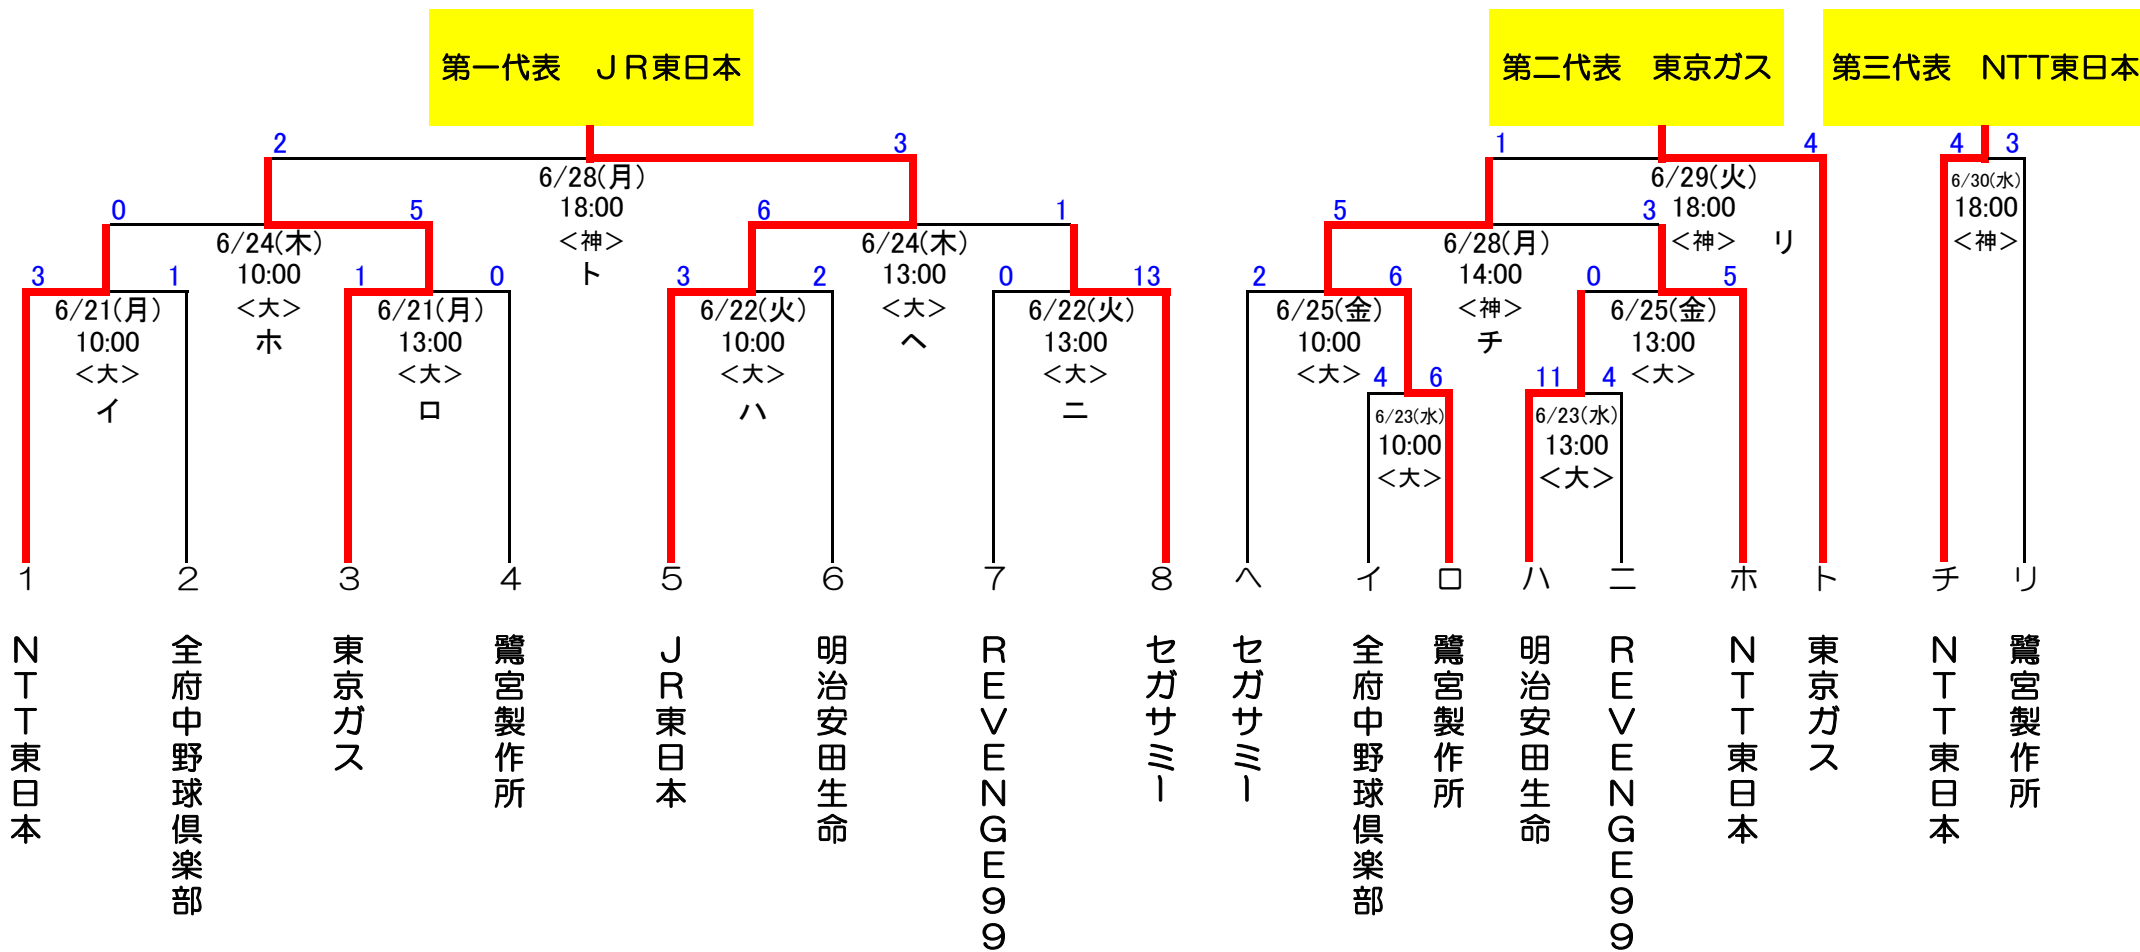 第一代表　ＪＲ東日本
第二代表　東京ガス
第三代表　NTT東日本
2
3
1
4
4
3
6/28(月)
18:00
＜神＞
ト
6/29(火)
18:00
＜神＞　リ
6/30(水)
18:00
＜神＞
0
5
6
1
5
3
6/24(木)
10:00
＜大＞
ホ
6/24(木)
13:00
＜大＞
ヘ
6/28(月)
14:00
＜神＞
チ
3
1
1
0
3
2
0
13
2
6
0
5
6/21(月)
10:00
＜大＞
イ
6/21(月)
13:00
＜大＞
ロ
6/22(火)
10:00
＜大＞
ハ
6/22(火)
13:00
＜大＞
ニ
6/25(金)
10:00
＜大＞
6/25(金)
13:00
＜大＞
4
6
11
4
6/23(水)
10:00
＜大＞
6/23(水)
13:00
＜大＞
1
2
3
4
5
6
7
8
ヘ
イ
ロ
ハ
ニ
ホ
ト
チ
リ
NTT東日本
全府中野球倶楽部
東京ガス
鷺宮製作所
JR東日本
明治安田生命
REVENGE99
セガサミー
セガサミー
全府中野球倶楽部
鷺宮製作所
明治安田生命
REVENGE99
NTT東日本
東京ガス
NTT東日本
鷺宮製作所